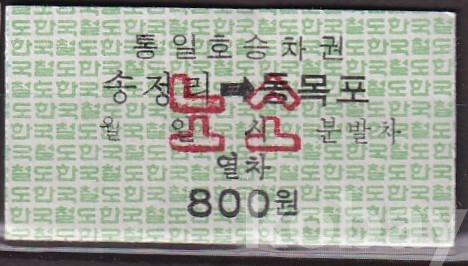 통일호승차권
송정리➡동목포
월 일 시 분발차
열차
800원